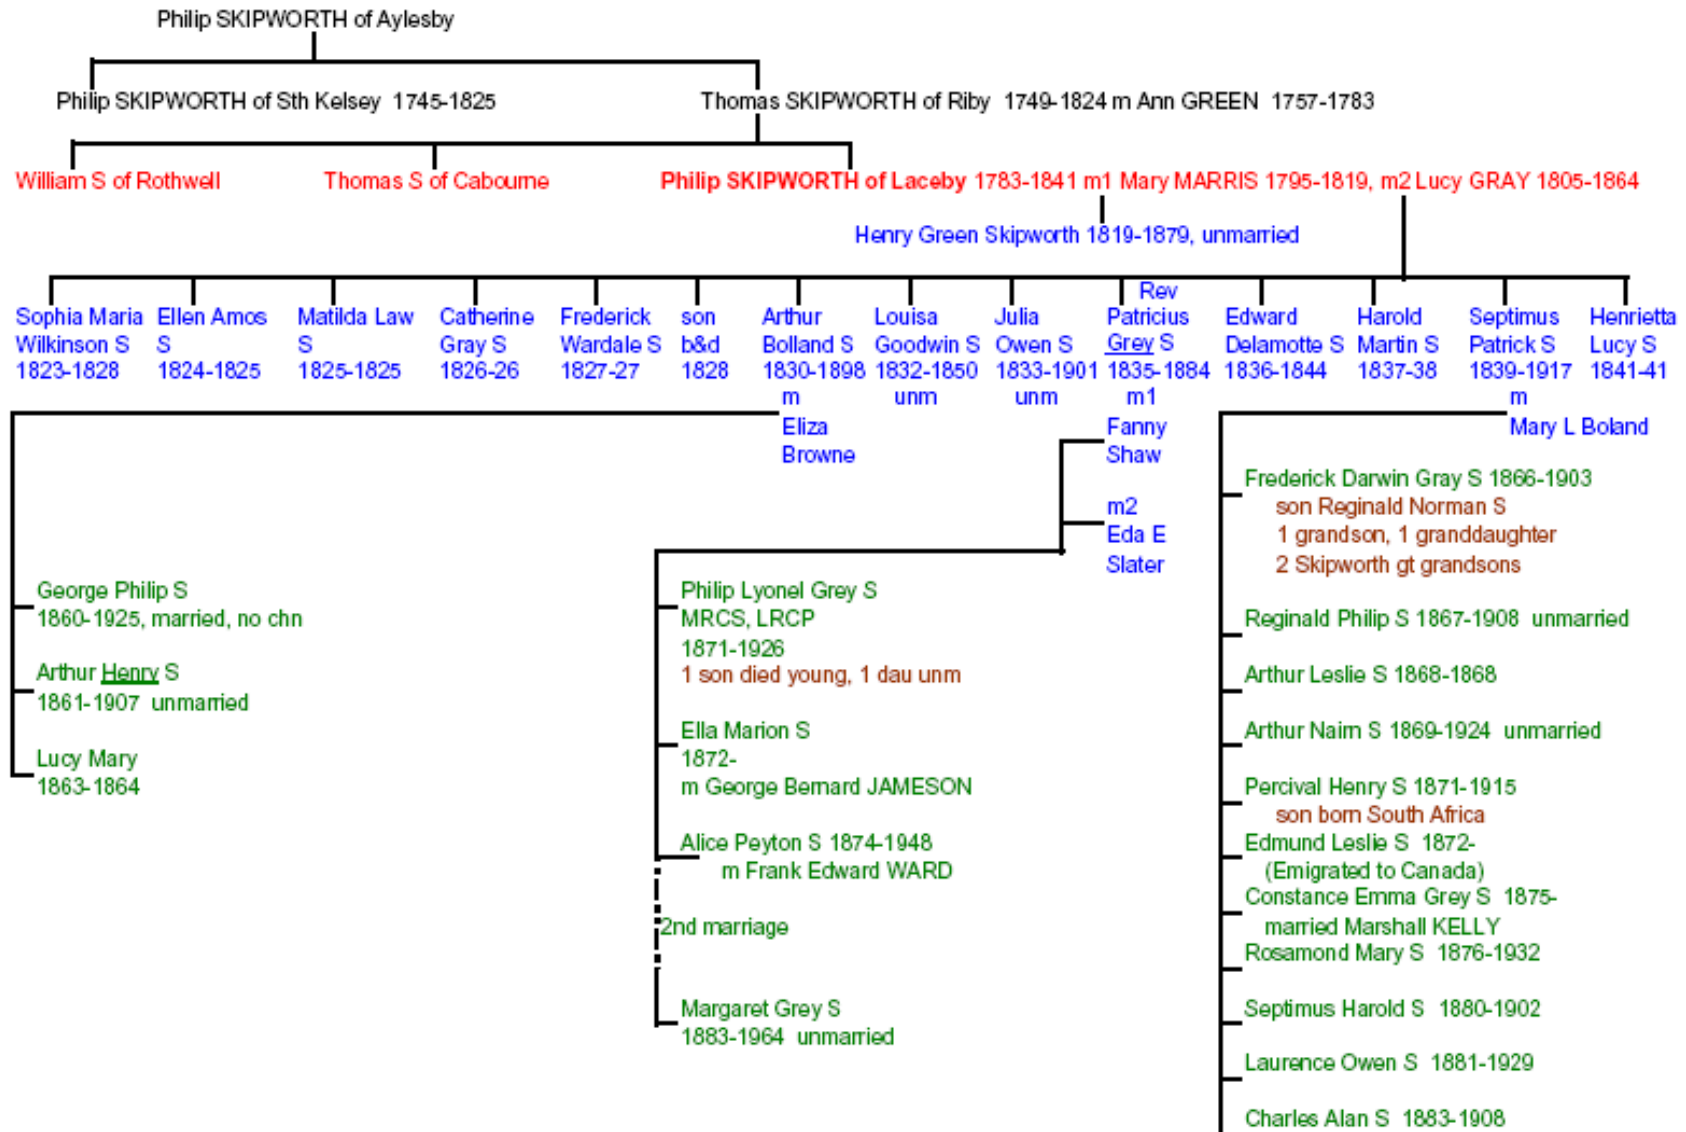 Philip SKIPWORTH of Aylesby
Philip SKIPWORTH of Sth Kelsey 1745-1825
Thomas SKIPWORTH of Riby 1749-1824 m Ann GREEN 1757-1783
William S of Rothwell
Thomas S of Cabourne
Philip SKIPWORTH of Laceby 1783-1841 m1 Mary MARRIS 1795-1819, m2 Lucy GRAY 1805-1864
Henry Green Skipworth 1819-1879, unmarried
Sophia Maria
Wilkinson S
1823-1828
Ellen Amos
S
1824-1825
Matilda Law
S
1825-1825
Catherine
Gray S
1826-26
Frederick
Wardale S
1827-27
son
b&d
1828
Arthur
Bolland S
1830-1898
m
Eliza
Browne
Louisa
Goodwin S
1832-1850
unm
Julia
Owen S
1833-1901
unm
Rev
Patricius
Grey S
1835-1884
m1
Fanny
Shaw
m2
Eda E
Slater
Edward
Delamotte S
1836-1844
Harold
Martin S
1837-38
Septimus
Patrick S
1839-1917
m
Mary L Boland
Henrietta
Lucy S
1841-41
George Philip S
1860-1925, married, no chn
Arthur Henry S
1861-1907 unmarried
Lucy Mary
1863-1864
Philip Lyonel Grey S
MRCS, LRCP
1871-1926
1 son died young, 1 dau unm
Ella Marion S
1872-
m George Bernard JAMESON
Alice Peyton S 1874-1948
m Frank Edward WARD
2nd marriage
Margaret Grey S
1883-1964 unmarried
Frederick Darwin Gray S 1866-1903
son Reginald Norman S
1 grandson, 1 granddaughter
2 Skipworth gt grandsons
Reginald Philip S 1867-1908 unmarried
Arthur Leslie S 1868-1868
Arthur Nairn S 1869-1924 unmarried
Percival Henry S 1871-1915
son born South Africa
Edmund Leslie S 1872-
(Emigrated to Canada)
Constance Emma Grey S 1875-
married Marshall KELLY
Rosamond Mary S 1876-1932
Septimus Harold S 1880-1902
Laurence Owen S 1881-1929
Charles Alan S 1883-1908